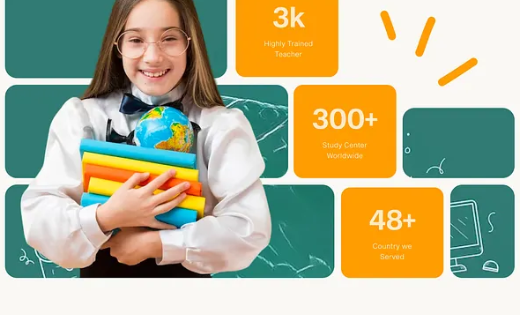 3k
Highly Trained
Teacher
300+
Study Center
Worldwide
48+
Country we
Served